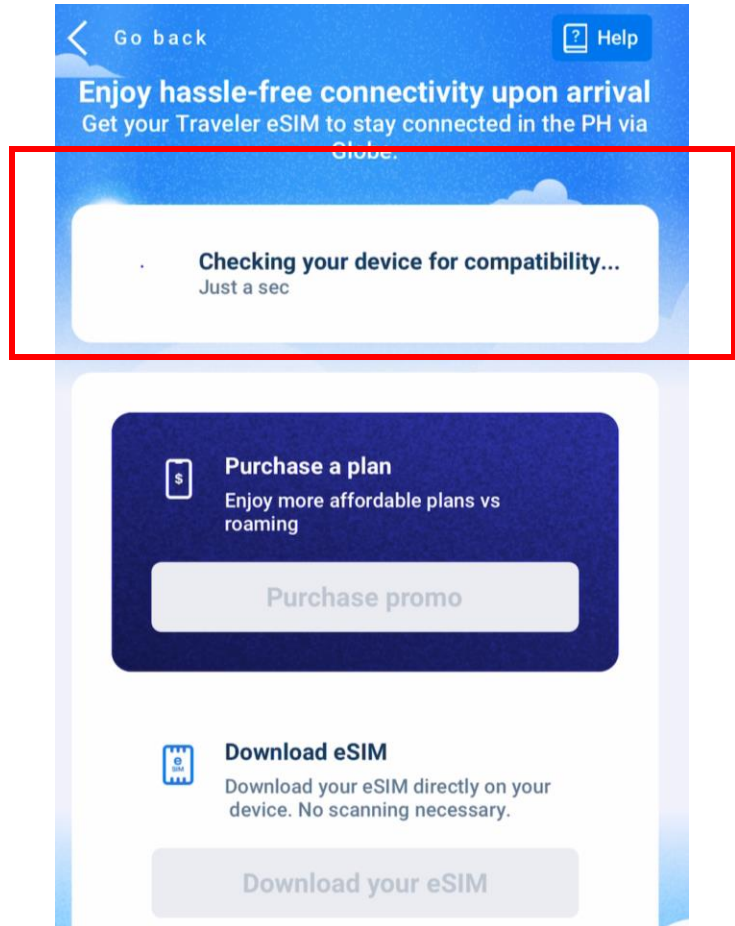 Go back
? Help
Enjoy hassle-free connectivity upon arrival
Get your Traveler eSIM to stay connected in the PH via
Globe.
Checking your device for compatibility...
Just a sec
$
Purchase a plan
Enjoy more affordable plans vs
roaming
Purchase promo
e
SIM
Download eSIM
Download your eSIM directly on your
device. No scanning necessary.
Download your eSIM